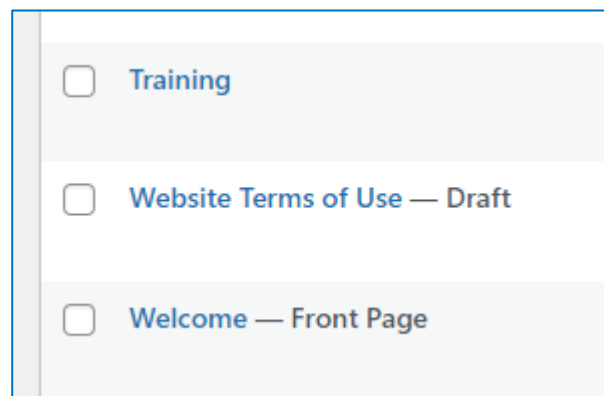 Training
Website Terms of Use — Draft
Welcome — Front Page